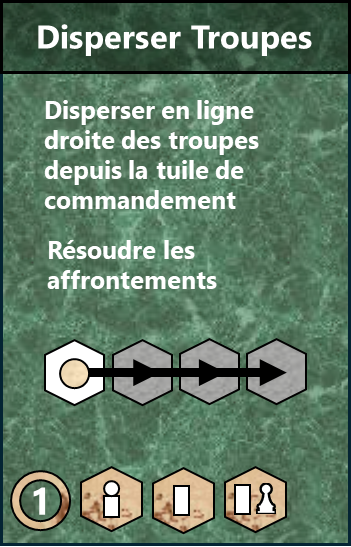 Disperser Troupes
Disperser en ligne
droite des troupes
depuis la tuile de
commandement
Résoudre les
affrontements
1